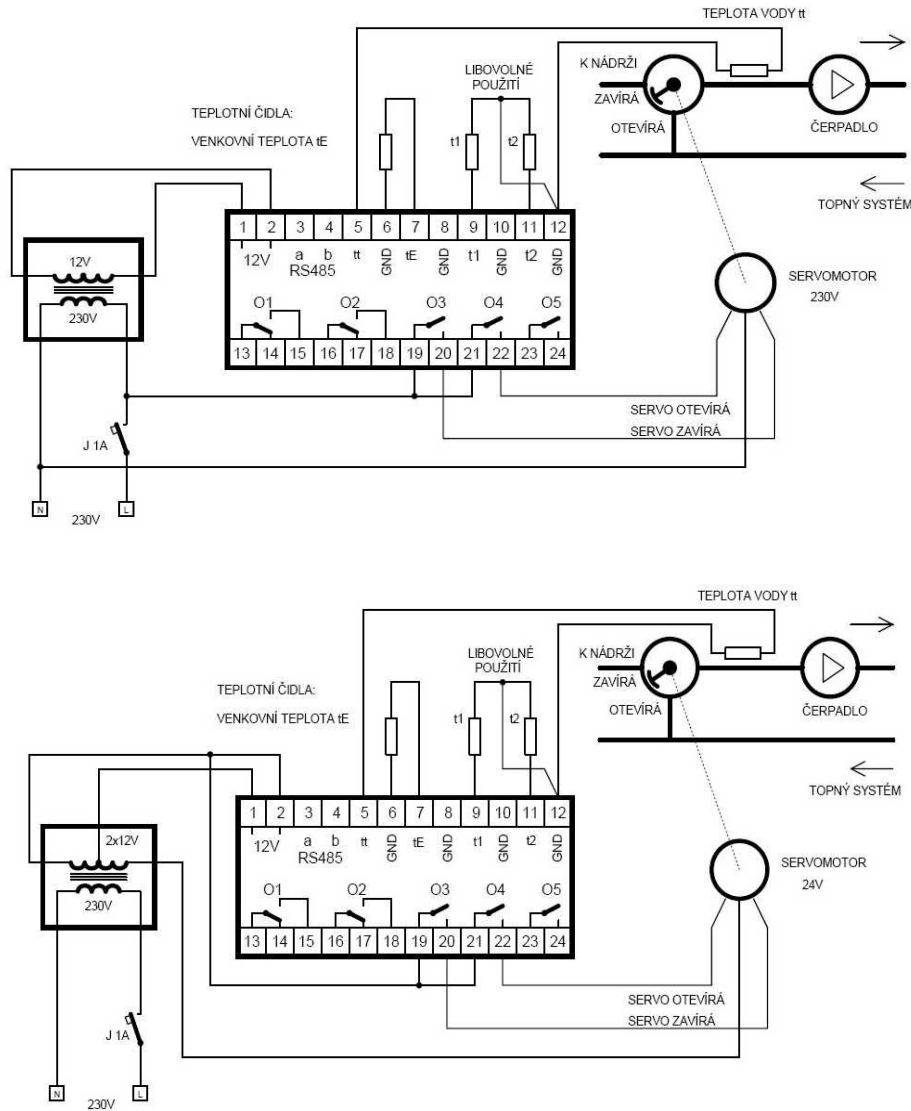 TEPLOTA VODY tt
LIBOVOLNÉ
POUŽITÍ
K NÁDRŽI
ZAVÍRÁ
OTEVÍRÁ
ČERPADLO
TEPLOTNÍ ČIDLA:
VENKOVNÍ TEPLOTA tE
t1
t2
TOPNÝ SYSTÉM
1 2 3 4 5 6 7 8 9 10 11 12
12V a b tt GND tE GND t1 GND t2 GND
RS485
12V
230V
O1 O2 O3 O4 O5
13 14 15 16 17 18 19 20 21 22 23 24
SERVOMOTOR
230V
SERVO OTEVÍRÁ
SERVO ZAVÍRÁ
J 1A
N
L
230V
TEPLOTA VODY tt
LIBOVOLNÉ
POUŽITÍ
K NÁDRŽI
ZAVÍRÁ
OTEVÍRÁ
ČERPADLO
TEPLOTNÍ ČIDLA:
VENKOVNÍ TEPLOTA tE
t1
t2
TOPNÝ SYSTÉM
1 2 3 4 5 6 7 8 9 10 11 12
12V a b tt GND tE GND t1 GND t2 GND
RS485
2x12V
230V
O1 O2 O3 O4 O5
13 14 15 16 17 18 19 20 21 22 23 24
SERVOMOTOR
24V
SERVO OTEVÍRÁ
SERVO ZAVÍRÁ
J 1A
N
L
230V